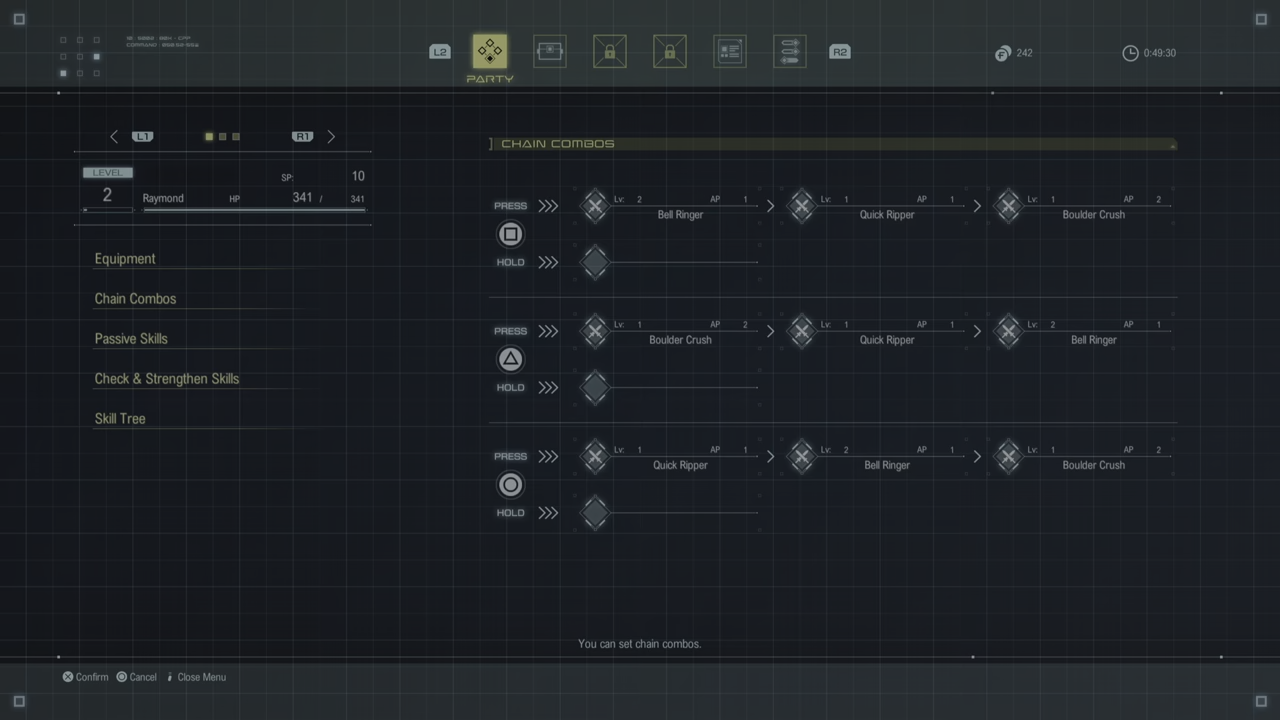 L2
R2
PARTY
242
0:49:30
L1
R1
LEVEL
2
SP: 10
Raymond HP 341 / 341
Equipment
Chain Combos
Passive Skills
Check & Strengthen Skills
Skill Tree
CHAIN COMBOS
PRESS
Lv: 2 AP 1
Bell Ringer
Lv: 1 AP 1
Quick Ripper
Lv: 1 AP 2
Boulder Crush
HOLD
PRESS
Lv: 1 AP 2
Boulder Crush
Lv: 1 AP 1
Quick Ripper
Lv: 2 AP 1
Bell Ringer
HOLD
PRESS
Lv: 1 AP 1
Quick Ripper
Lv: 2 AP 1
Bell Ringer
Lv: 1 AP 2
Boulder Crush
HOLD
You can set chain combos.
Confirm Cancel Close Menu